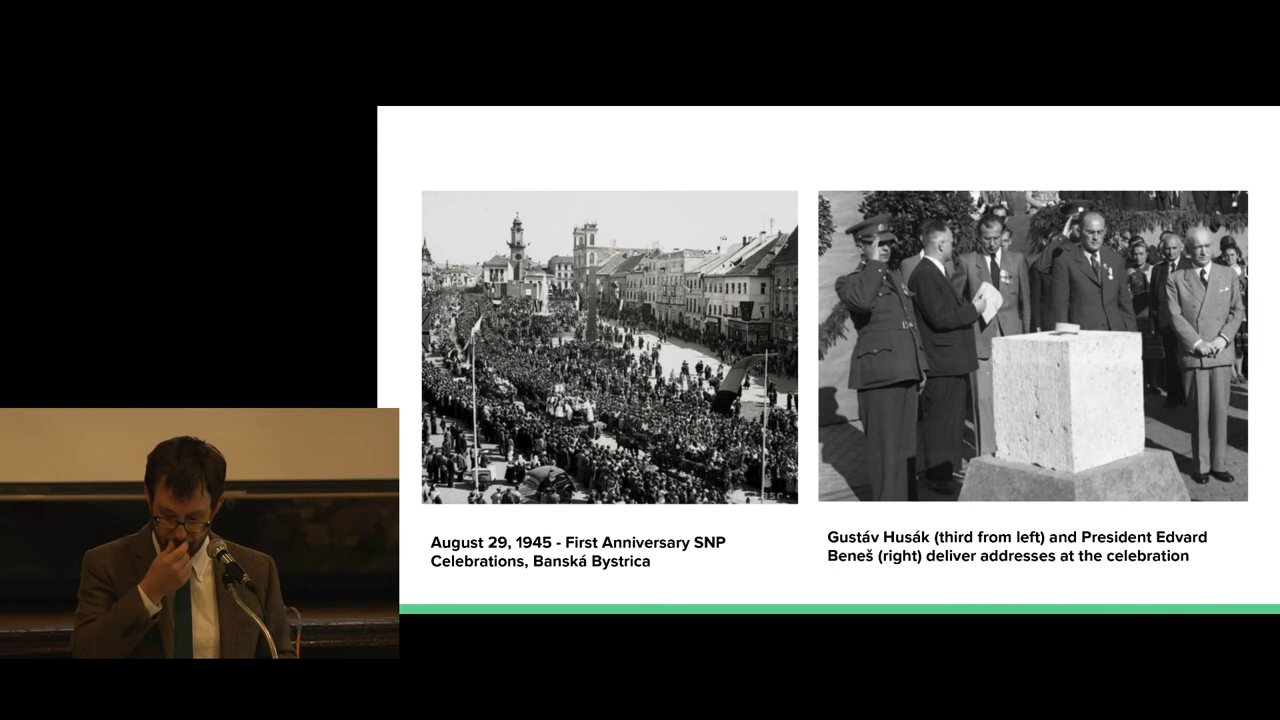 August 29, 1945 - First Anniversary SNP
Celebrations, Banská Bystrica
Gustáv Husák (third from left) and President Edvard
Beneš (right) deliver addresses at the celebration